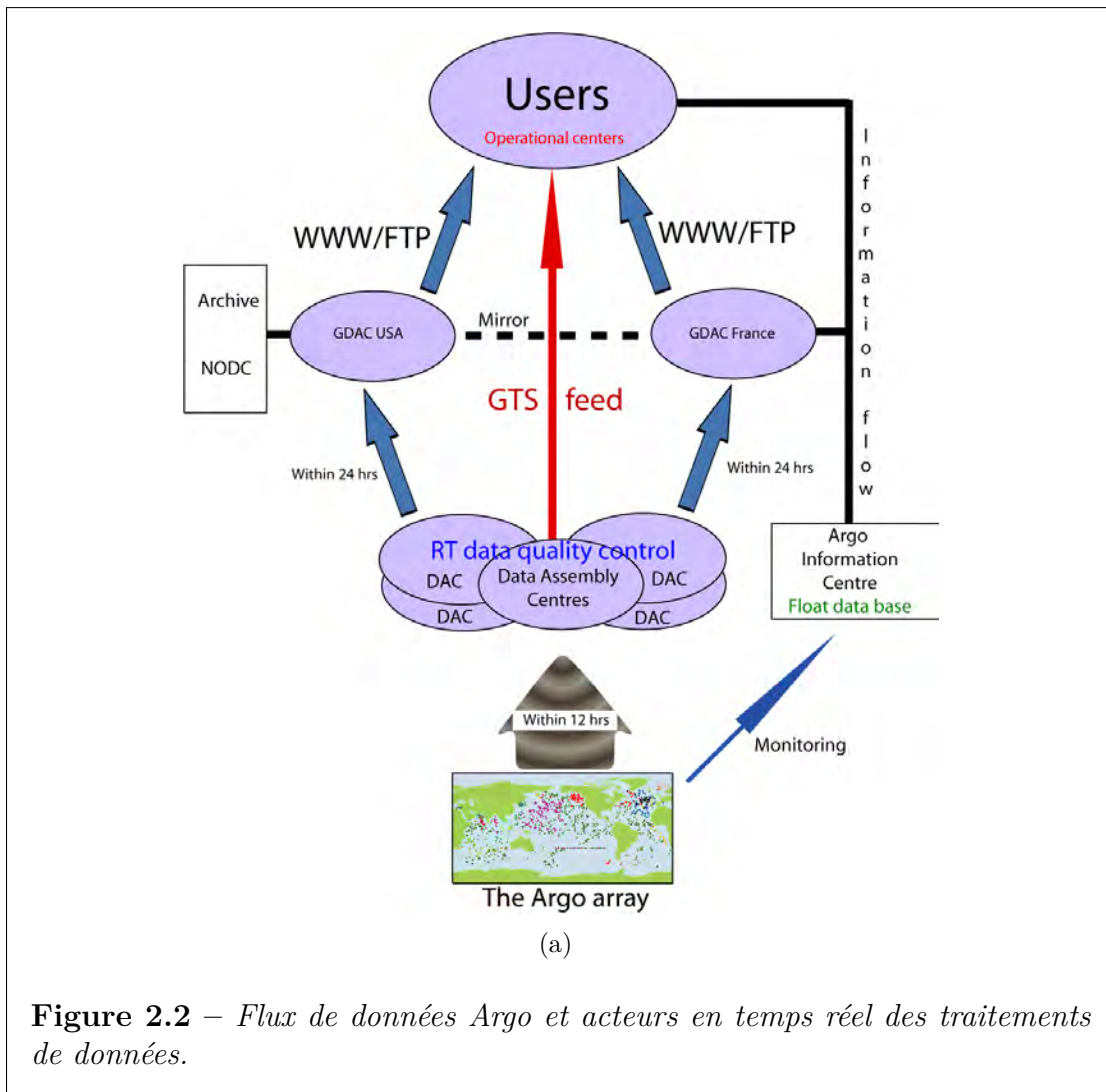 Users
Operational centers
WWW/FTP
WWW/FTP
Information flow
Archive
NODC
GDAC USA
Mirror
GDAC France
GTS feed
Within 24 hrs
Within 24 hrs
RT data quality control
DAC
Data Assembly
Centres
DAC
DAC
DAC
Argo
Information
Centre
Float data base
Within 12 hrs
Monitoring
The Argo array
(a)
Figure 2.2 – Flux de données Argo et acteurs en temps réel des traitements
de données.